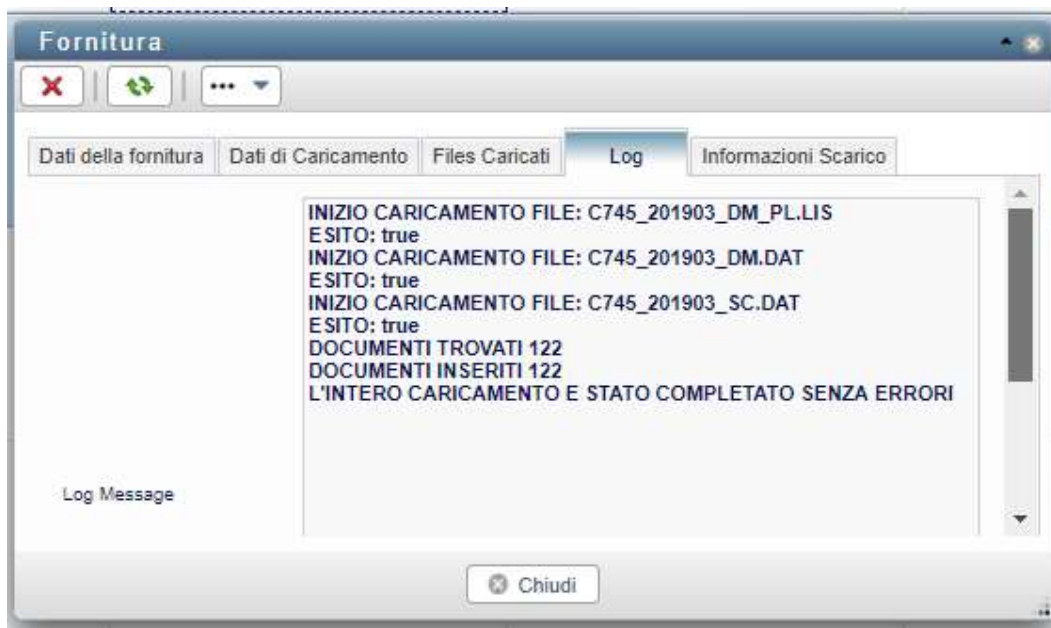 Fornitura
Dati della fornitura
Dati di Caricamento
Files Caricati
Log
Informazioni Scarico
INIZIO CARICAMENTO FILE: C745_201903_DM_PL.LIS
ESITO: true
INIZIO CARICAMENTO FILE: C745_201903_DM.DAT
ESITO: true
INIZIO CARICAMENTO FILE: C745_201903_SC.DAT
ESITO: true
DOCUMENTI TROVATI 122
DOCUMENTI INSERITI 122
L'INTERO CARICAMENTO E STATO COMPLETATO SENZA ERRORI
Log Message
Chiudi